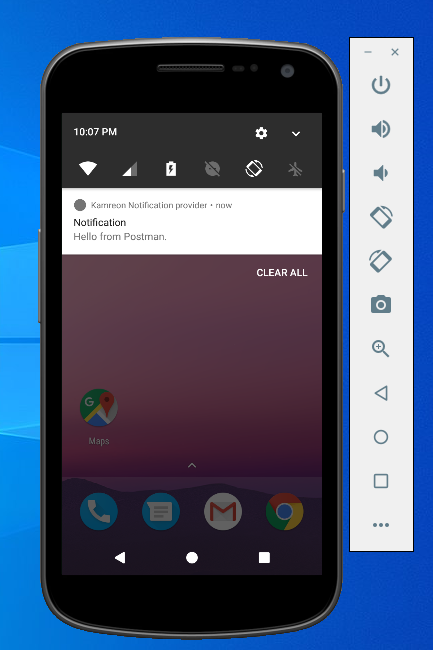 10:07 PM
Kamreon Notification provider • now
Notification
Hello from Postman.
CLEAR ALL
Maps